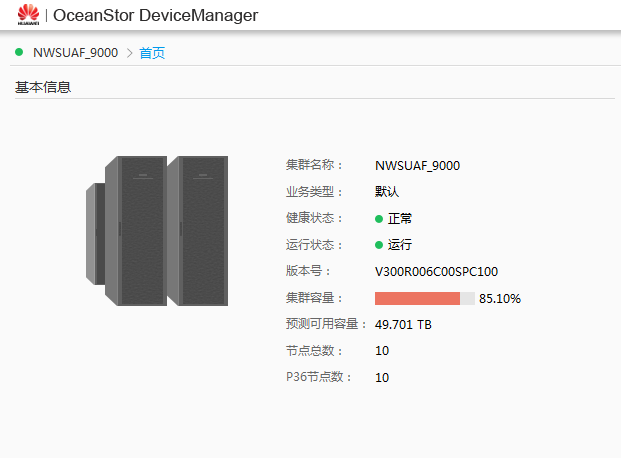 HUAWEI | OceanStor DeviceManager
NWSUAF_9000 > 首页
基本信息
集群名称： NWSUAF_9000
业务类型： 默认
健康状态： 正常
运行状态： 运行
版本号： V300R006C00SPC100
集群容量： 85.10%
预测可用容量： 49.701 TB
节点总数： 10
P36节点数： 10